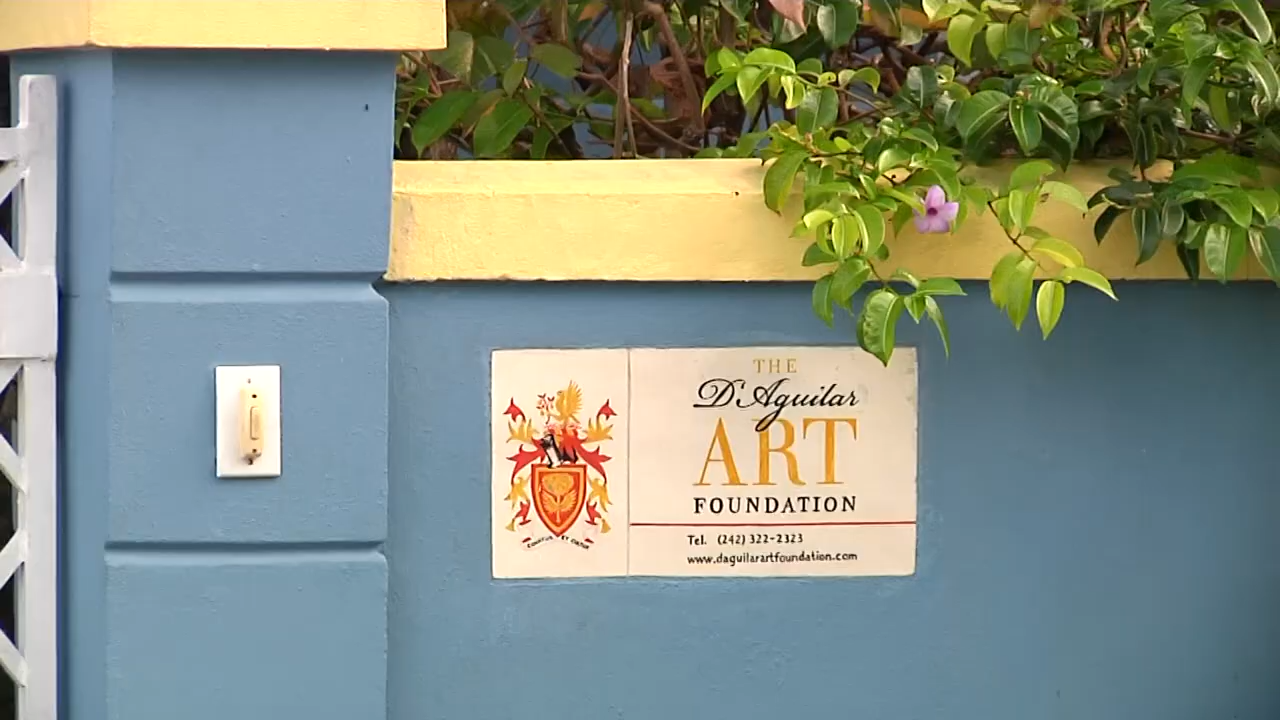 THE
D'Aguilar
ART
FOUNDATION
Tel. (242) 322-2323
www.daguilarartfoundation.com